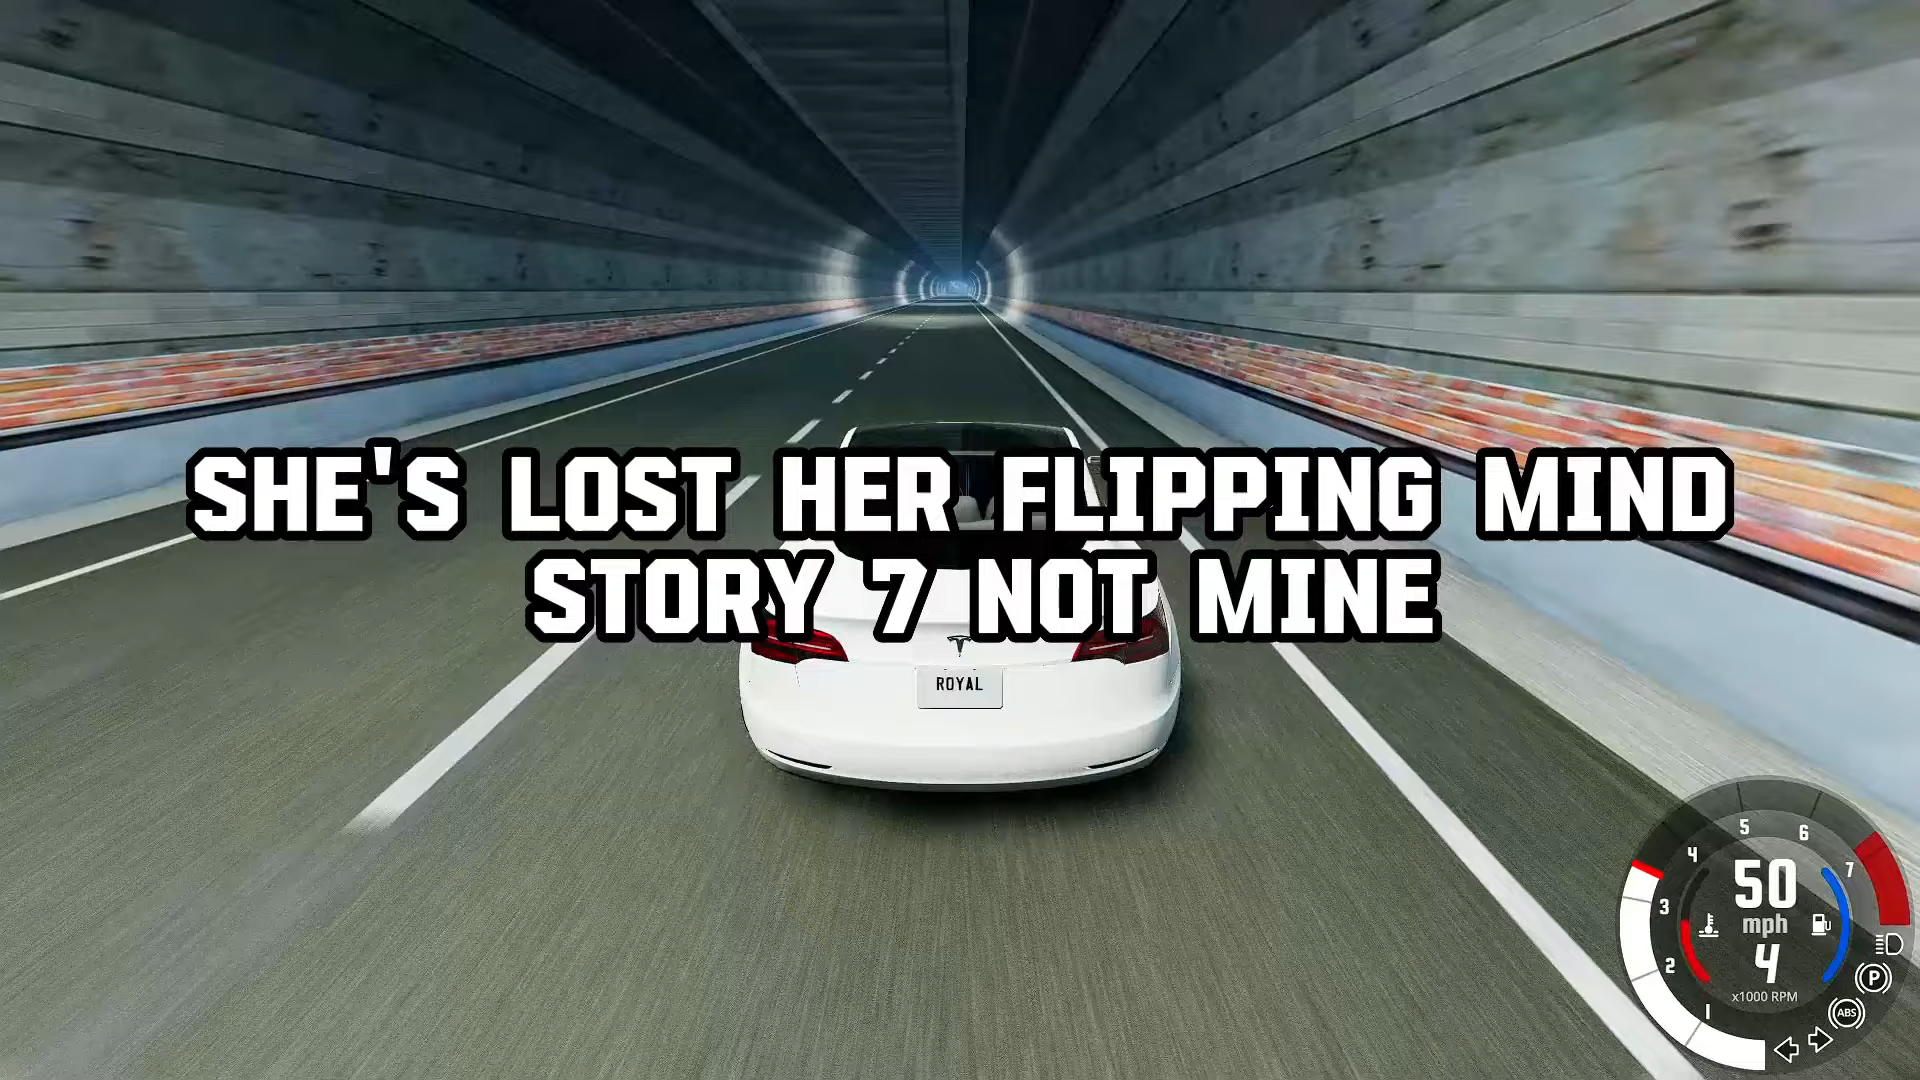 SHE'S LOST HER FLIPPING MIND
STORY 7 NOT MINE
ROYAL
5
6
4
7
50
3
mph
4
2
x1000 RPM
1
P
ABS